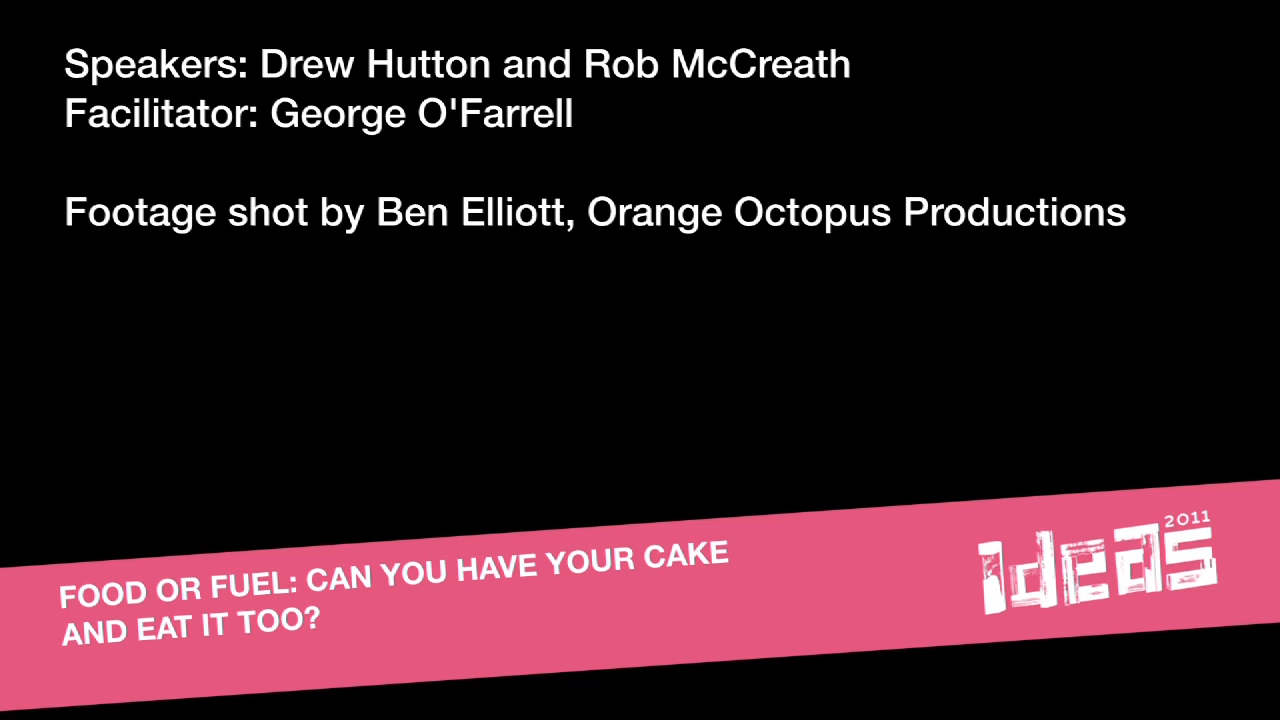 Speakers: Drew Hutton and Rob McCreath
Facilitator: George O'Farrell
Footage shot by Ben Elliott, Orange Octopus Productions
2011
Ideas
FOOD OR FUEL: CAN YOU HAVE YOUR CAKE
AND EAT IT TOO?